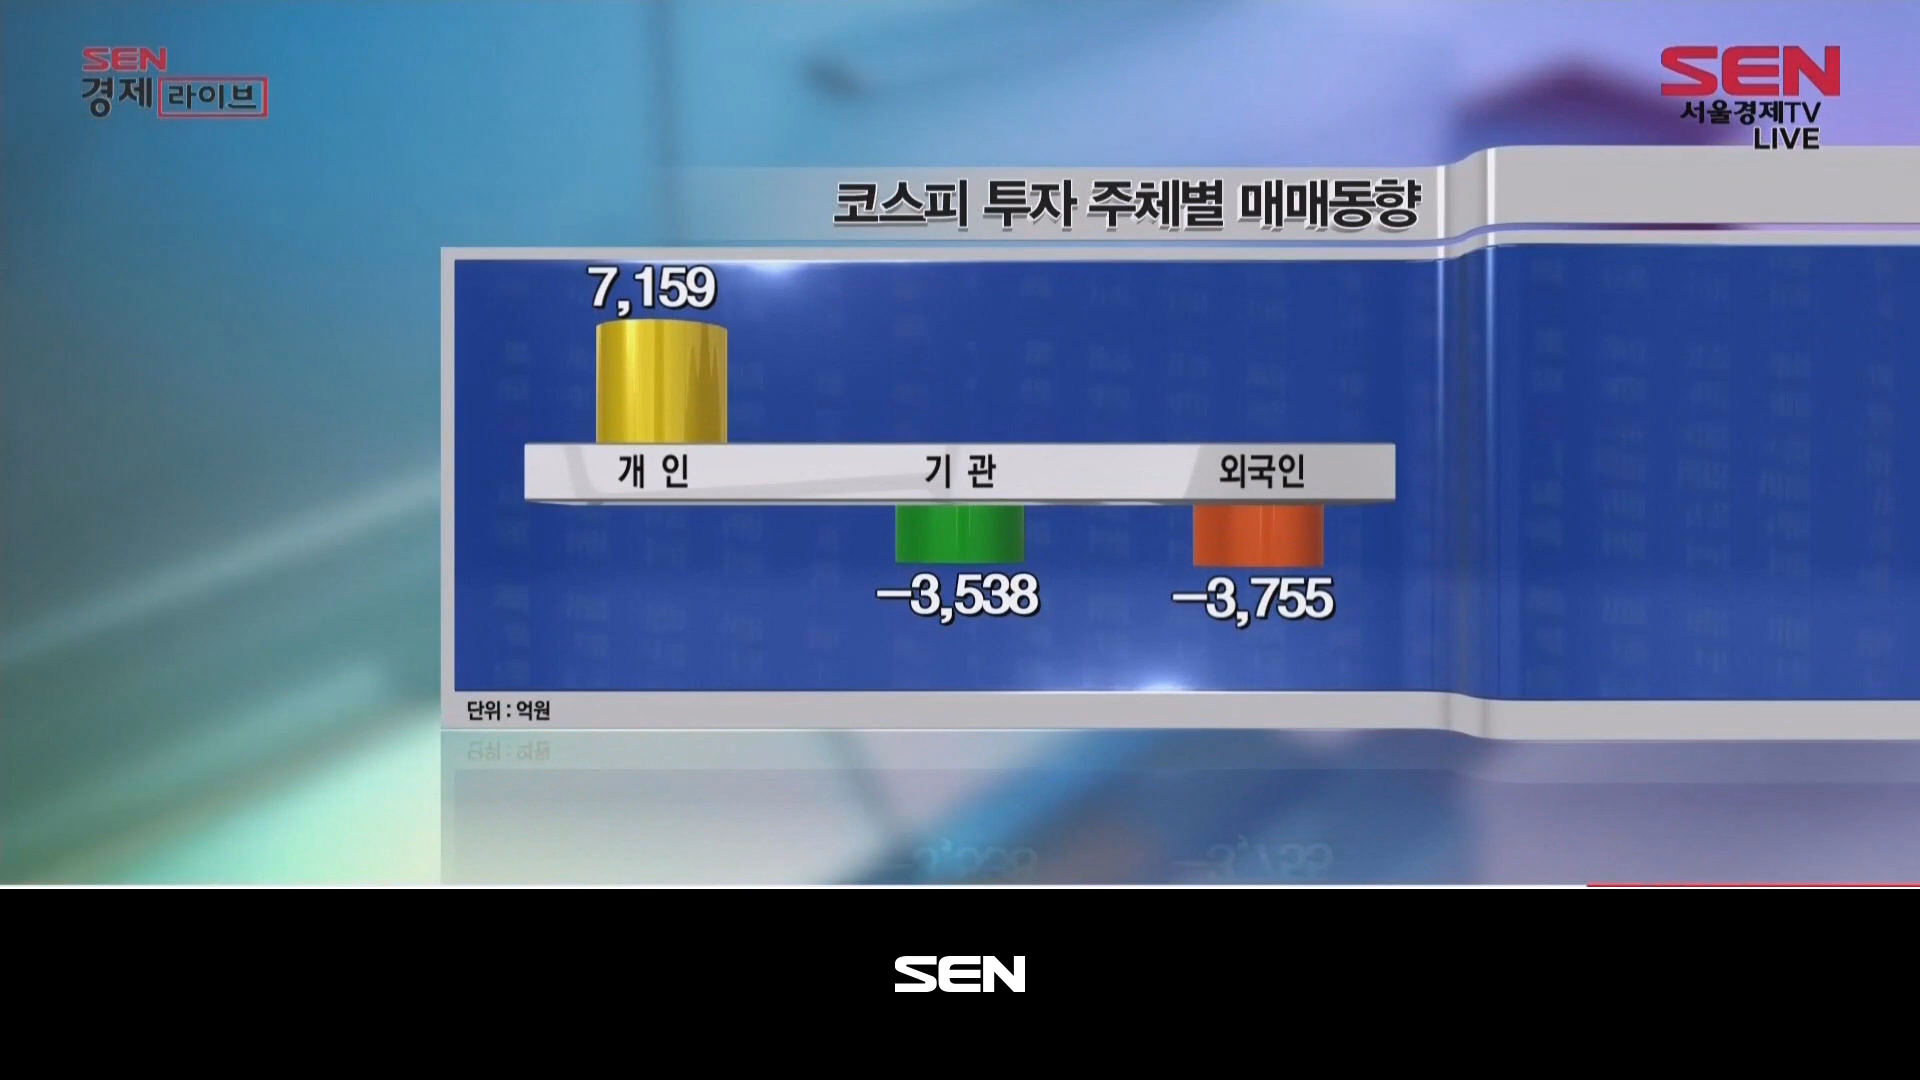 SEN
경제 라이브
SEN
서울경제TV
LIVE
코스피 투자 주체별 매매동향
7,159
개 인
기 관
외국인
-3,538
-3,755
단위 : 억원
SEN